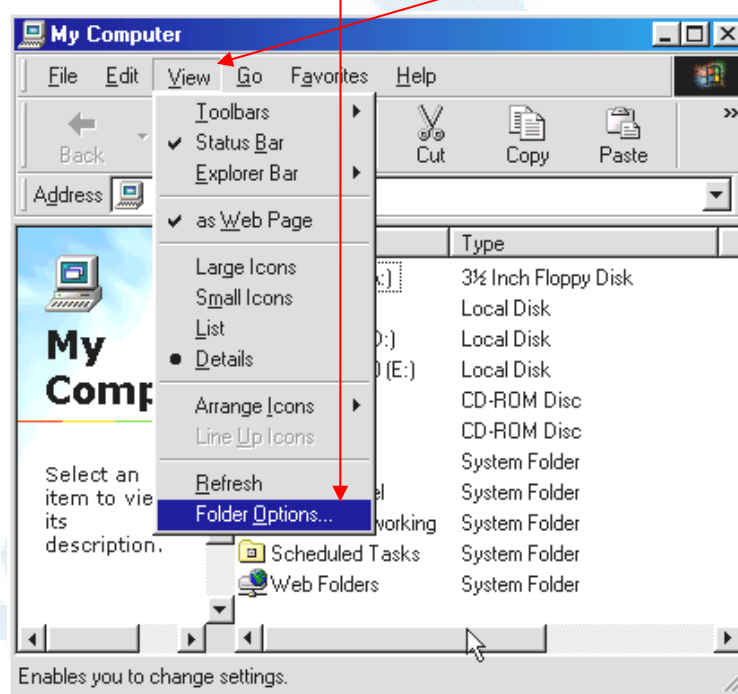 My Computer
File Edit View Go Favorites Help
Back Cut Copy Paste »
Address
Toolbars
Status Bar
Explorer Bar
as Web Page
Large Icons
Small Icons
List
Details
Arrange Icons
Line Up Icons
Refresh
Folder Options...
My
Select an
item to
its
description.
Type
:) 3½ Inch Floppy Disk
Local Disk
:) Local Disk
(E:) Local Disk
CD-ROM Disc
CD-ROM Disc
System Folder
System Folder
System Folder
Scheduled Tasks System Folder
Web Folders System Folder
Enables you to change settings.